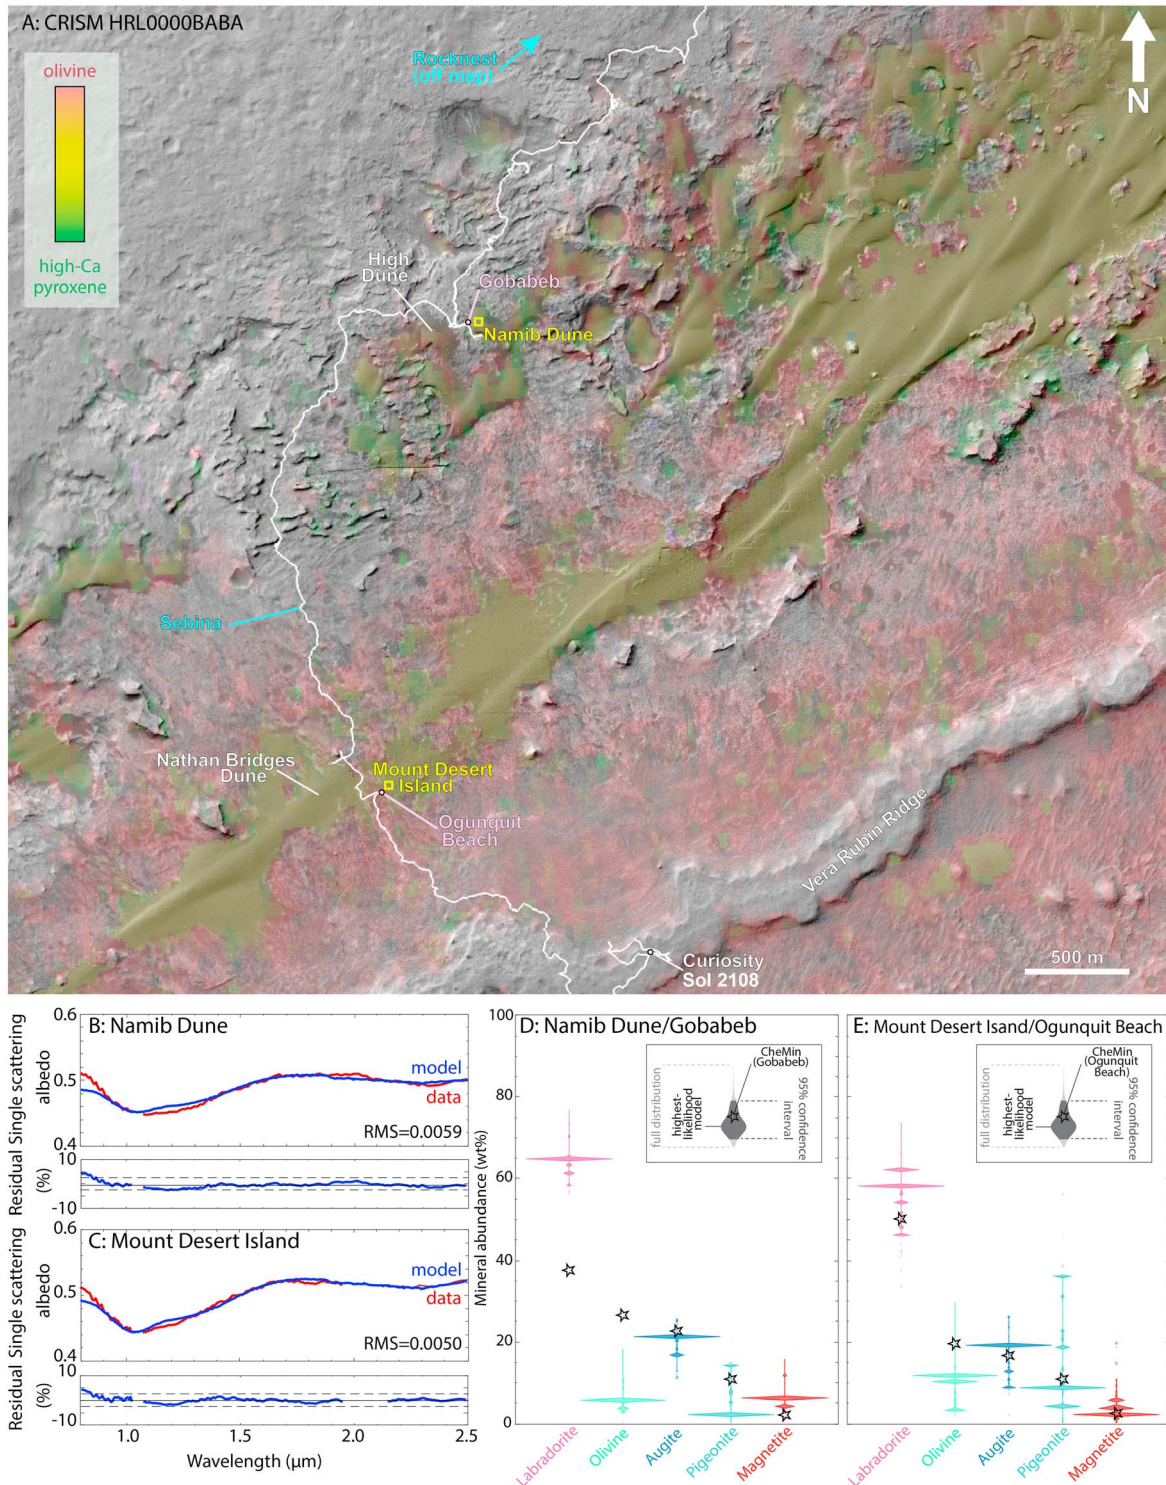 A: CRISM HRL0000BABA
olivine
high-Ca
pyroxene
Rocknest
(off map)
N
High
Dune
Gobabeb
Namib Dune
Sebina
Nathan Bridges
Dune
Mount Desert
Island
Ogunquit
Beach
Vera Rubin Ridge
Curiosity
Sol 2108
500 m
B: Namib Dune
Single scattering
albedo
0.6
0.5
0.4
model
data
RMS=0.0059
Residual
(%)
10
0
-10
C: Mount Desert Island
Single scattering
albedo
0.6
0.5
0.4
model
data
RMS=0.0050
Residual
(%)
10
0
-10
1.0
1.5
2.0
2.5
Wavelength (μm)
D: Namib Dune/Gobabeb
Mineral abundance (wt%)
100
80
60
40
20
0
CheMin
(Gobabeb)
full distribution
highest-
likelihood
model
95% confidence
interval
Labradorite
Olivine
Augite
Pigeonite
Magnetite
E: Mount Desert Isand/Ogunquit Beach
CheMin
(Ogunquit
Beach)
full distribution
highest-
likelihood
model
95% confidence
interval
Labradorite
Olivine
Augite
Pigeonite
Magnetite